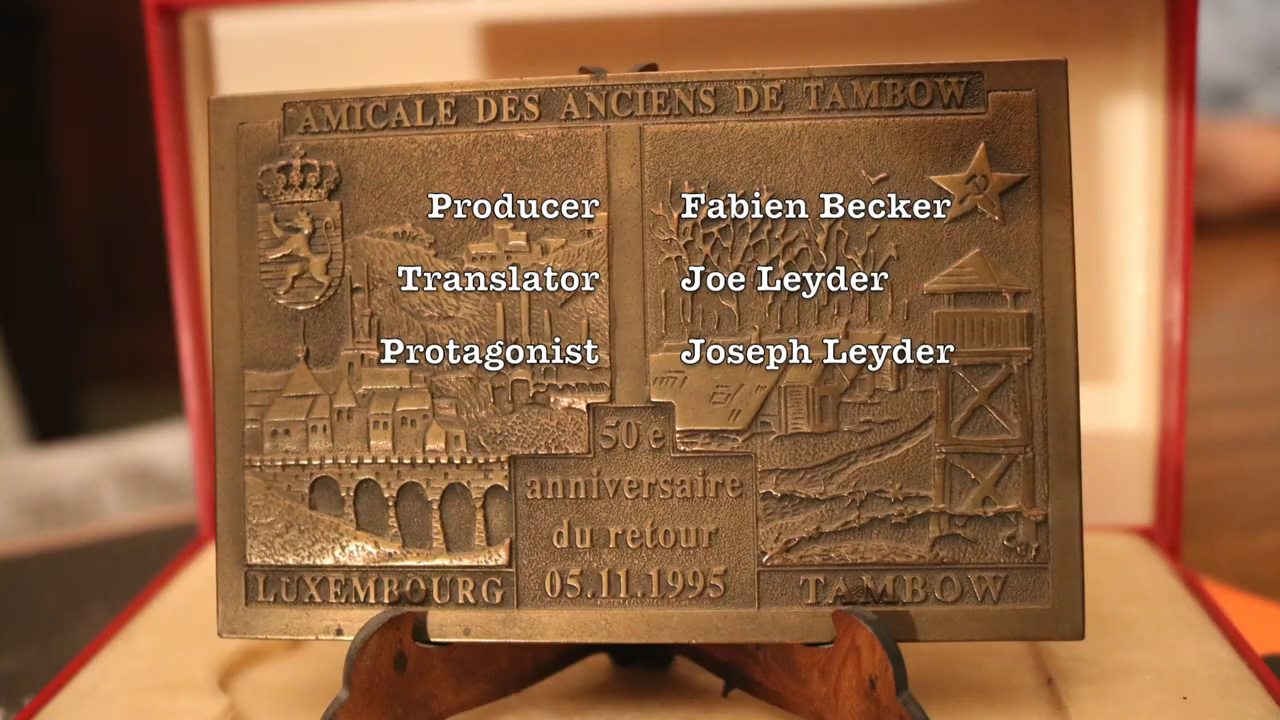 AMICALE DES ANCIENS DE TAMBOW
Producer Fabien Becker
Translator Joe Leyder
Protagonist Joseph Leyder
50 e
anniversaire
du retour
05.11.1995
LUXEMBOURG
TAMBOW